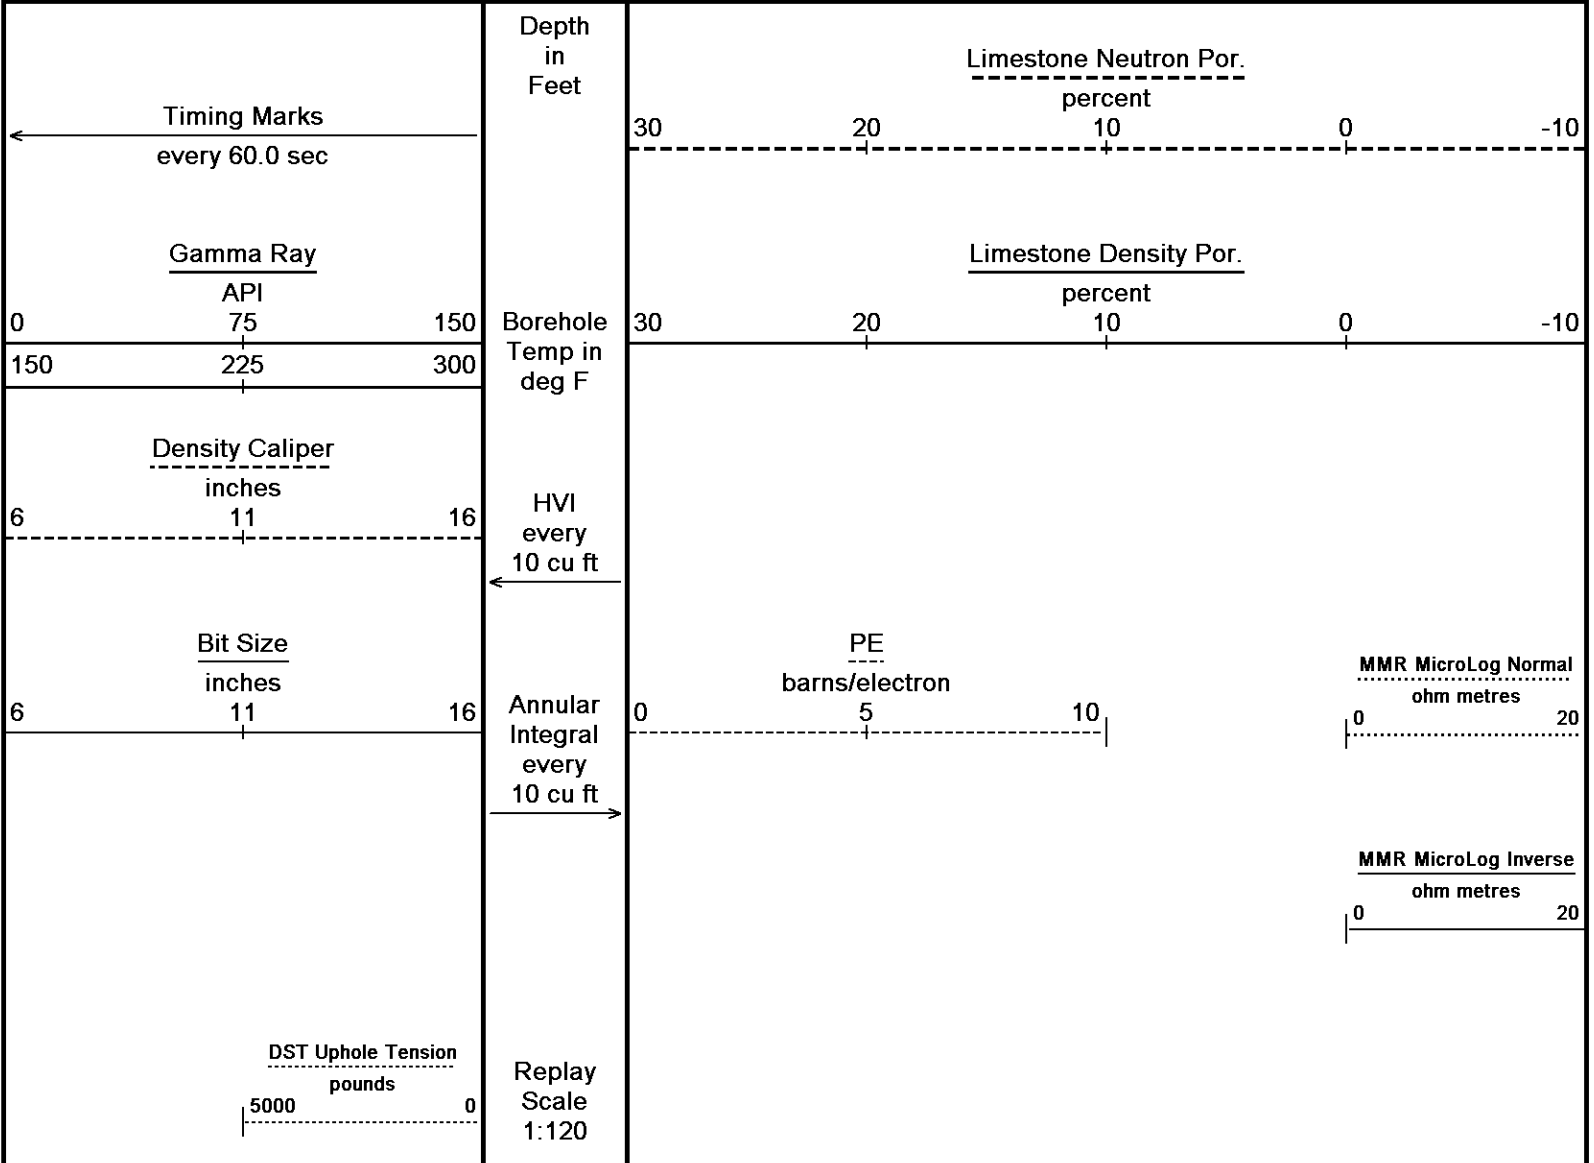 Timing Marks
every 60.0 sec
Gamma Ray
API
0 75 150
150 225 300
Density Caliper
inches
6 11 16
Bit Size
inches
6 11 16
DST Uphole Tension
pounds
5000 0
Depth
in
Feet
Borehole
Temp in
deg F
HVI
every
10 cu ft
Annular
Integral
every
10 cu ft
Replay
Scale
1:120
Limestone Neutron Por.
percent
30 20 10 0 -10
Limestone Density Por.
percent
30 20 10 0 -10
PE
barns/electron
0 5 10
MMR MicroLog Normal
ohm metres
0 20
MMR MicroLog Inverse
ohm metres
0 20